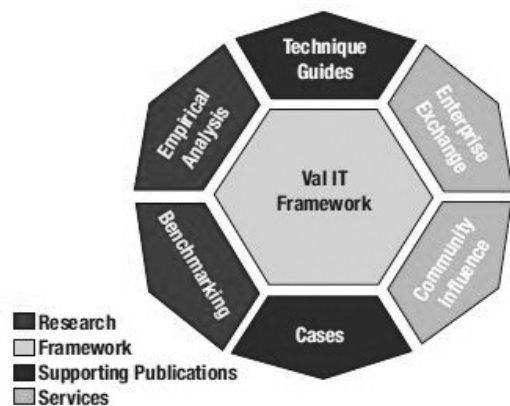 Technique
Guides
Enterprise
Exchange
Empirical
Analysis
Val IT
Framework
Benchmarking
Community
Influence
Cases
Research
Framework
Supporting Publications
Services